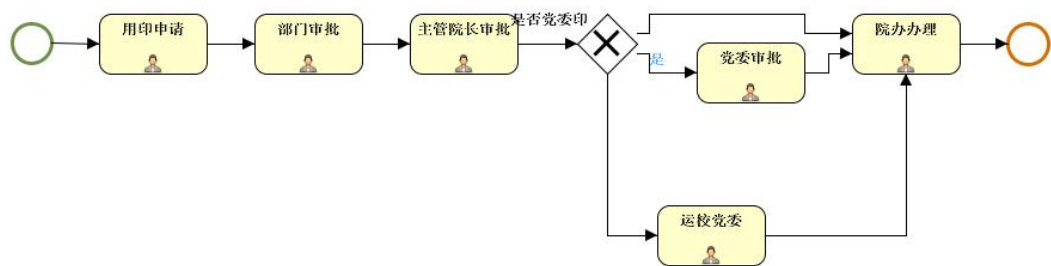 用印申请
部门审批
主管院长审批
是否党委印
院办办理
是
党委审批
运校党委